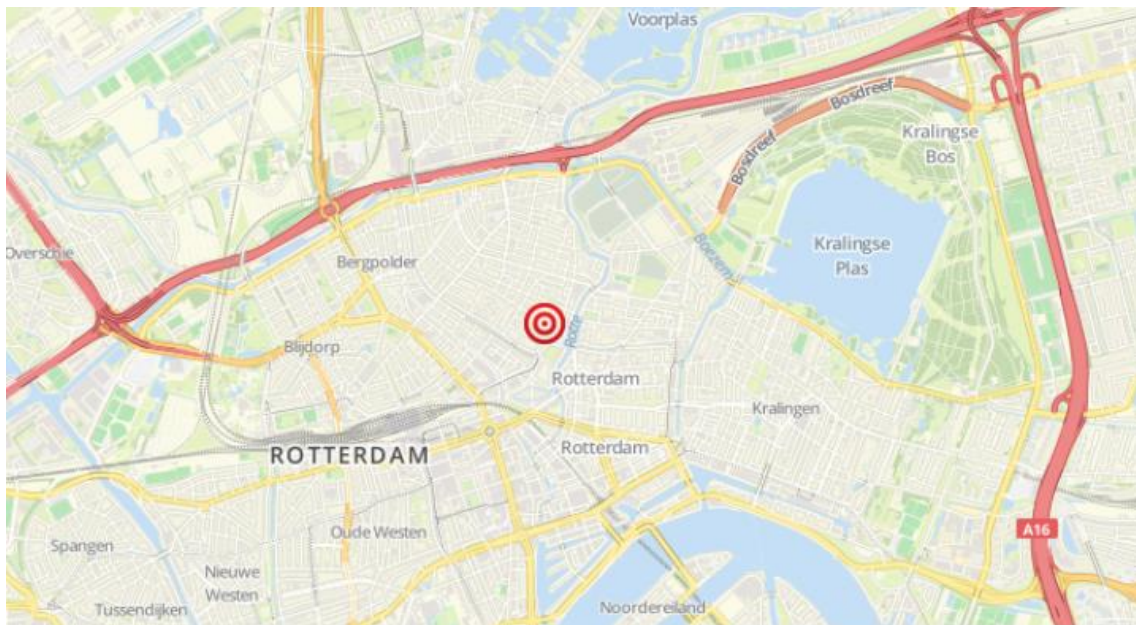 Voorplas
Bosdreef
Bosdreef
Kralingse
Bos
Overschie
Bergpolder
Boezem
Kralingse
Plas
Rotte
Blijdorp
Rotterdam
Kralingen
ROTTERDAM
Rotterdam
Oude Westen
A16
Spangen
Nieuwe
Westen
Tussendijken
Noordereiland